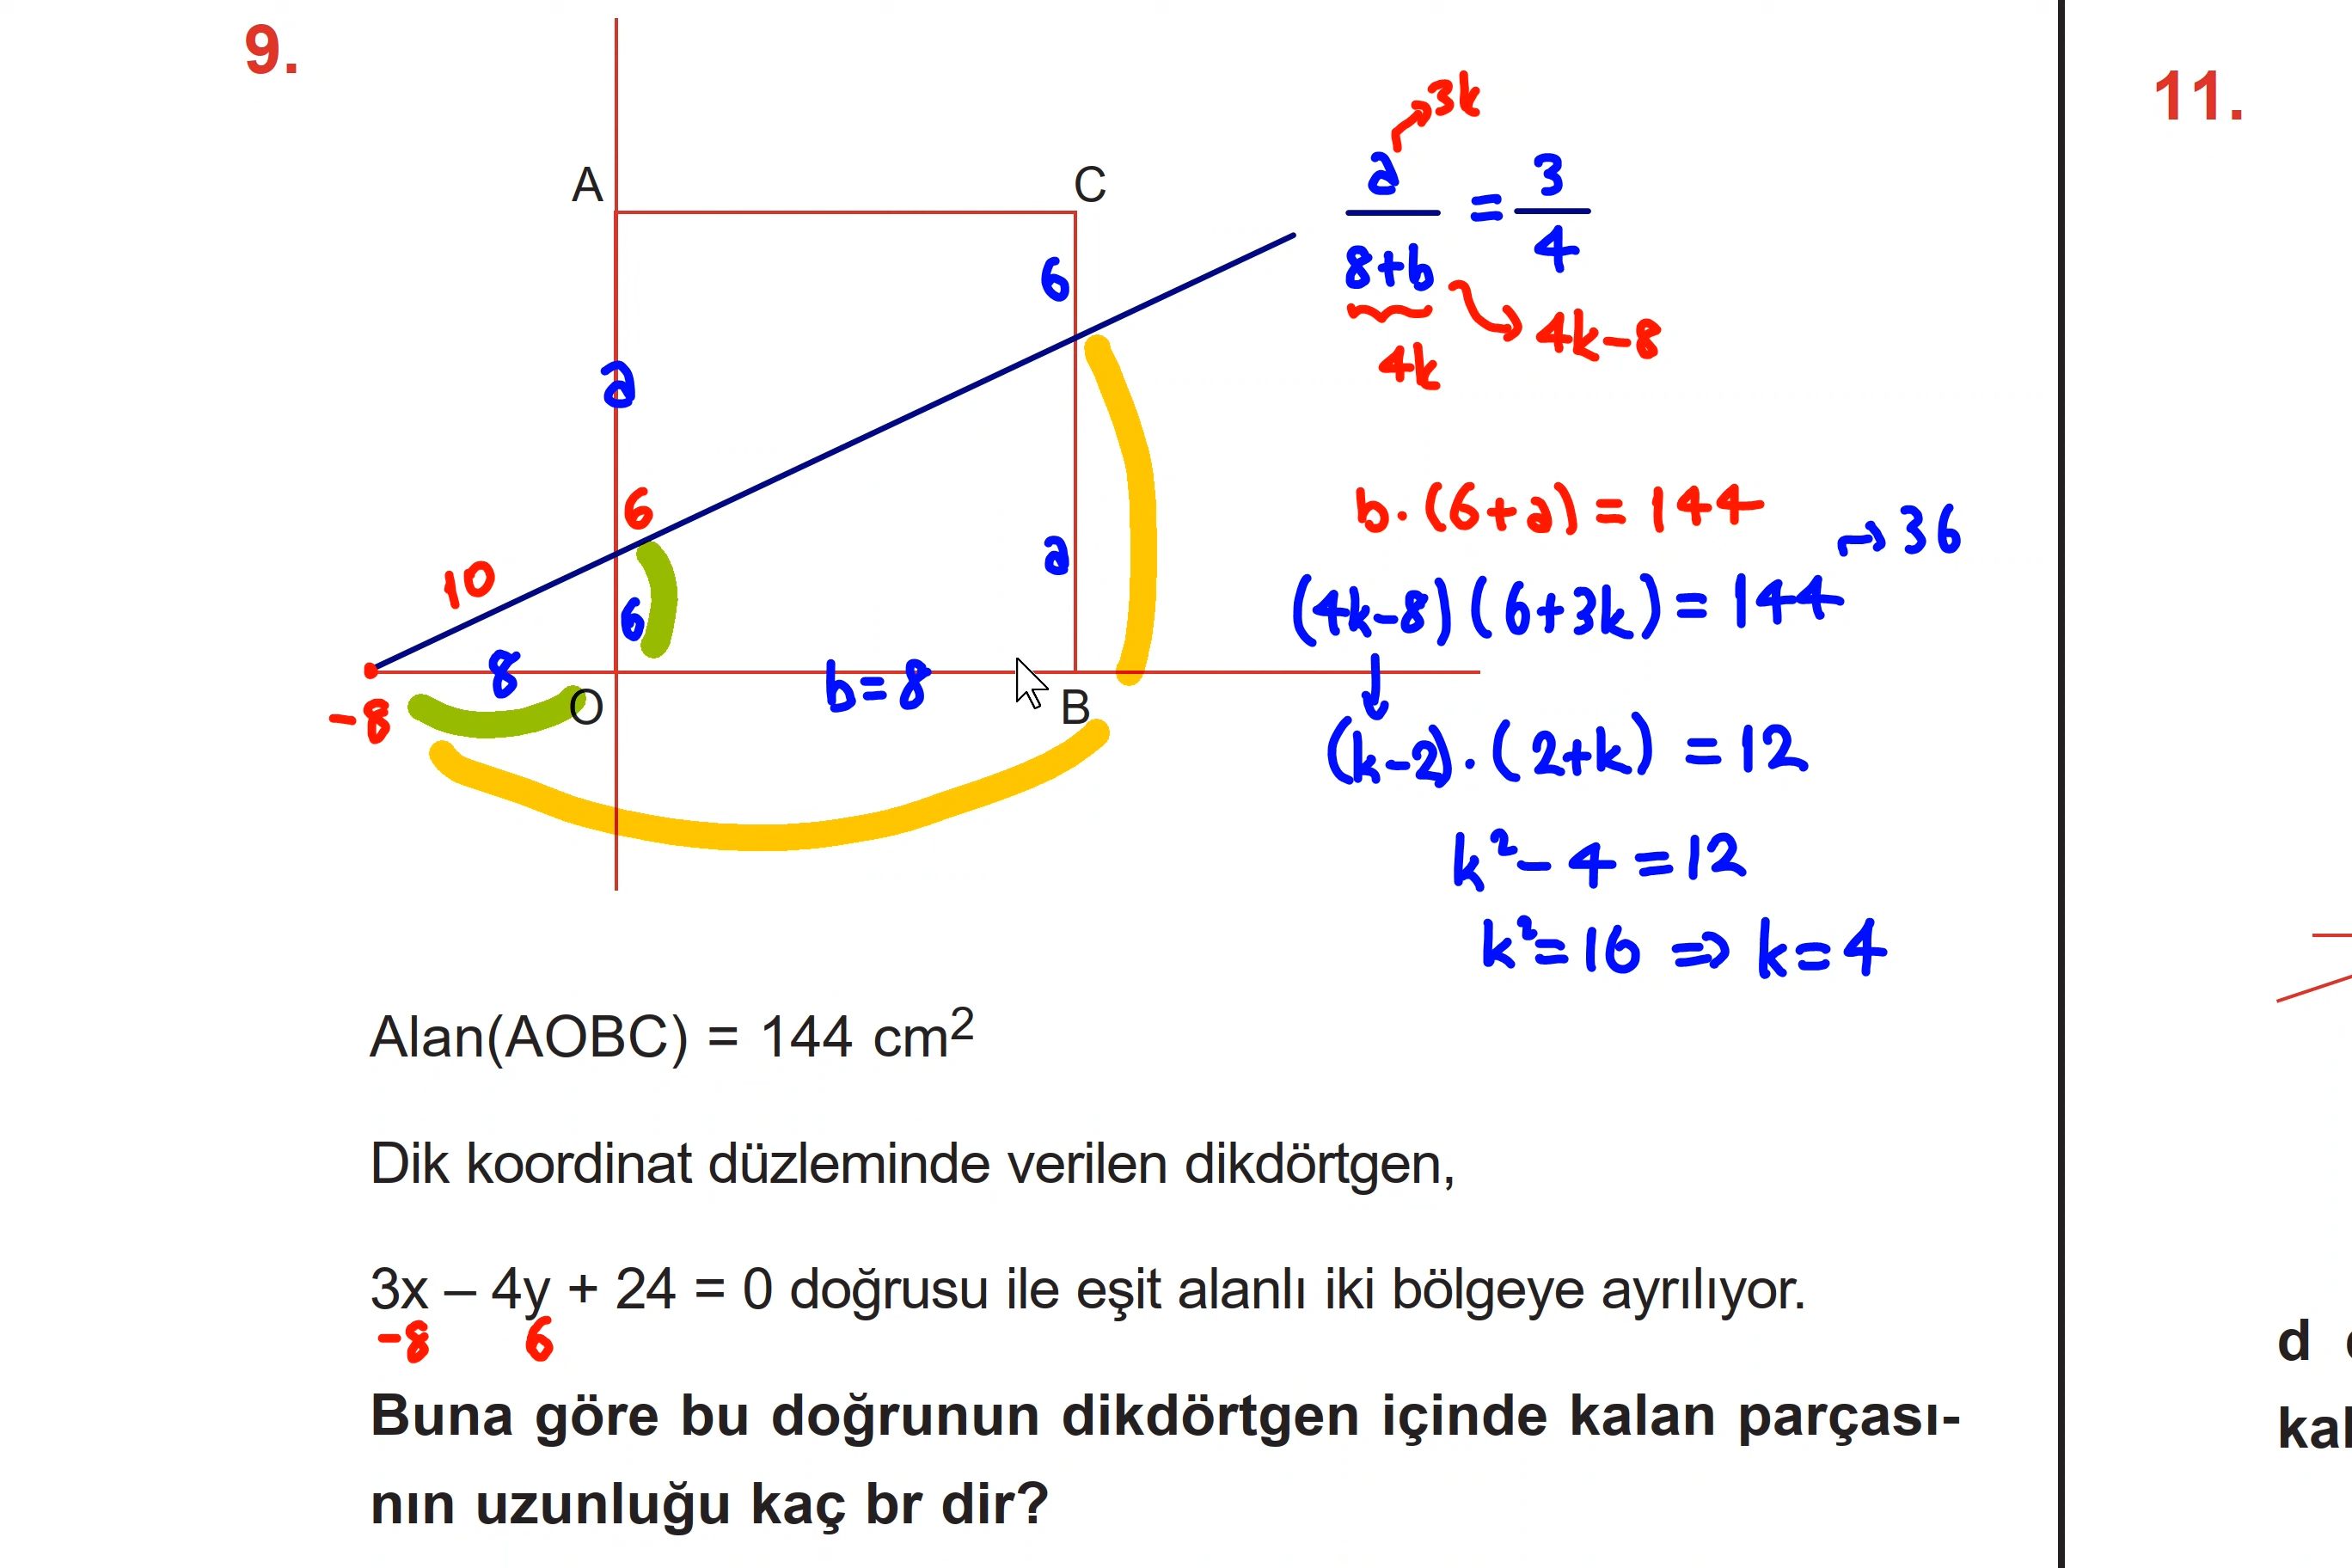 9.
A
C
6
a
6
10
6
a
8
O
b=8
B
-8
a → 3k
a/(8+b) = 3/4
4k
4k-8
b.(6+a)=144
(4k-8)(6+3k)=144 → 36
(k-2).(2+k)=12
k²-4=12
k²=16 ⇒ k=4
Alan(AOBC) = 144 cm²
Dik koordinat düzleminde verilen dikdörtgen,
3x – 4y + 24 = 0 doğrusu ile eşit alanlı iki bölgeye ayrılıyor.
-8 6
Buna göre bu doğrunun dikdörtgen içinde kalan parçası-
nın uzunluğu kaç br dir?
11.
d
kal